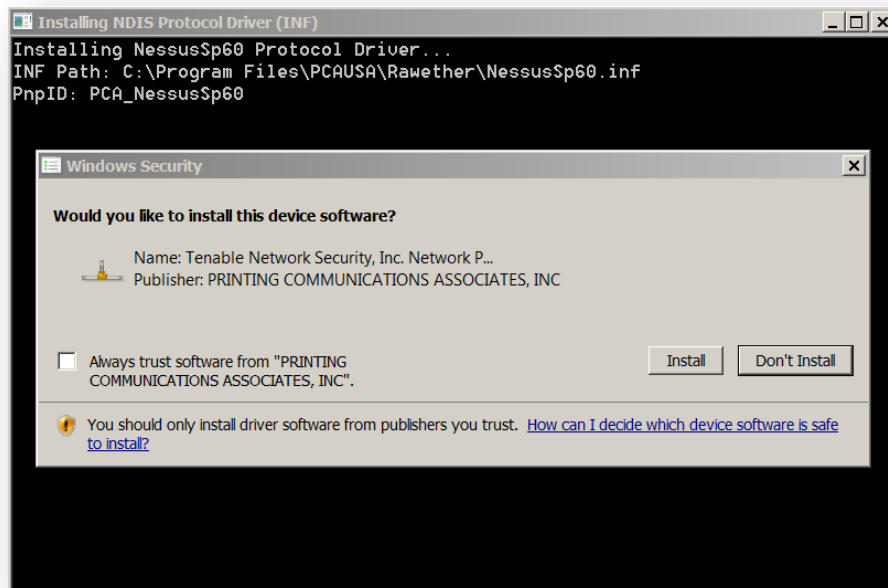 Installing NDIS Protocol Driver (INF)
Installing NessusSp60 Protocol Driver...
INF Path: C:\Program Files\PCAUSA\Rawether\NessusSp60.inf
PnpID: PCA_NessusSp60
Windows Security
Would you like to install this device software?
Name: Tenable Network Security, Inc. Network P...
Publisher: PRINTING COMMUNICATIONS ASSOCIATES, INC
Always trust software from "PRINTING
COMMUNICATIONS ASSOCIATES, INC".
Install
Don't Install
You should only install driver software from publishers you trust. How can I decide which device software is safe
to install?